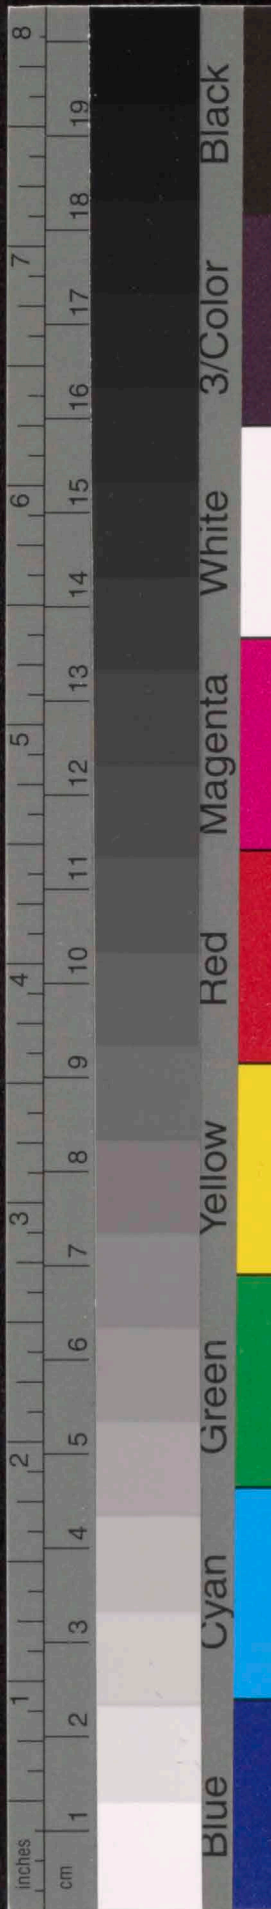 inches 1 2 3 4 5 6 7 8
cm 1 2 3 4 5 6 7 8 9 10 11 12 13 14 15 16 17 18 19
Blue Cyan Green Yellow Red Magenta White 3/Color Black